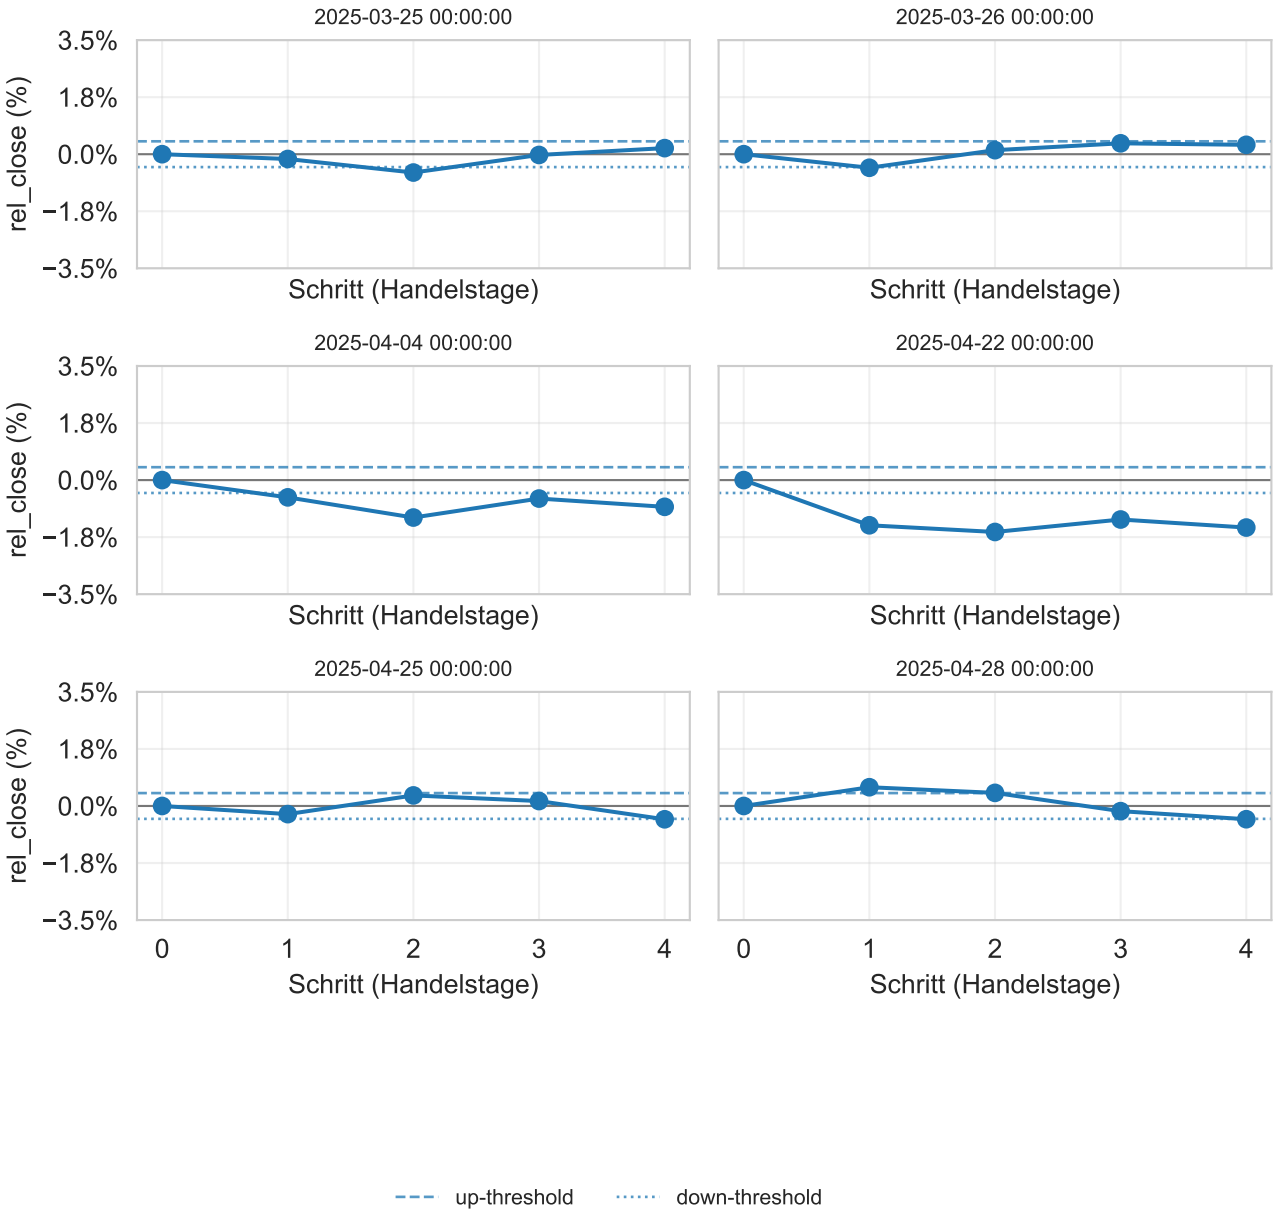 2025-03-25 00:00:00
2025-03-26 00:00:00
3.5%
1.8%
0.0%
−1.8%
−3.5%
rel_close (%)
Schritt (Handelstage)
Schritt (Handelstage)
2025-04-04 00:00:00
2025-04-22 00:00:00
3.5%
1.8%
0.0%
−1.8%
−3.5%
rel_close (%)
Schritt (Handelstage)
Schritt (Handelstage)
2025-04-25 00:00:00
2025-04-28 00:00:00
3.5%
1.8%
0.0%
−1.8%
−3.5%
rel_close (%)
0 1 2 3 4
0 1 2 3 4
Schritt (Handelstage)
Schritt (Handelstage)
up-threshold
down-threshold